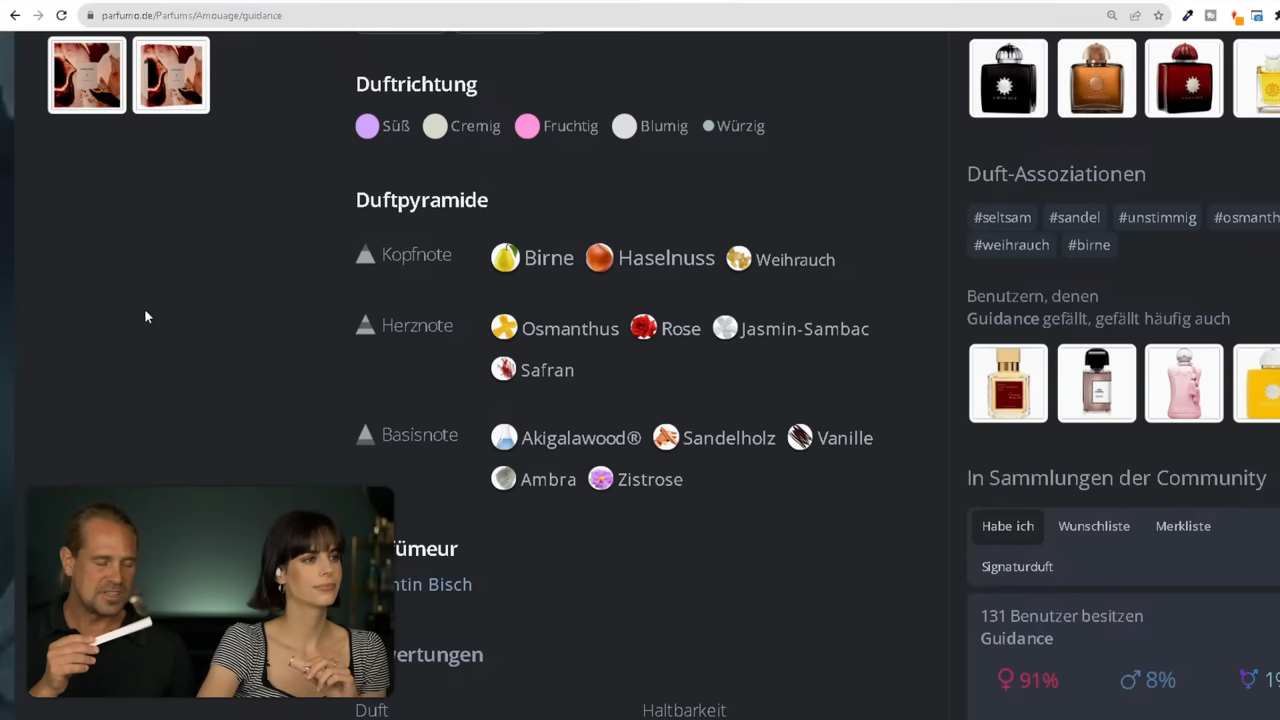 parfumo.de/Parfums/Amouage/guidance
Duftrichtung
Süß Cremig Fruchtig Blumig Würzig
Duftpyramide
Kopfnote Birne Haselnuss Weihrauch
Herznote Osmanthus Rose Jasmin-Sambac
Safran
Basisnote Akigalawood® Sandelholz Vanille
Ambra Zistrose
ümeur
ntin Bisch
wertungen
Duft Haltbarkeit
Duft-Assoziationen
#seltsam #sandel #unstimmig #osmanth
#weihrauch #birne
Benutzern, denen
Guidance gefällt, gefällt häufig auch
In Sammlungen der Community
Habe ich Wunschliste Merkliste
Signaturduft
131 Benutzer besitzen
Guidance
91% 8% 1%